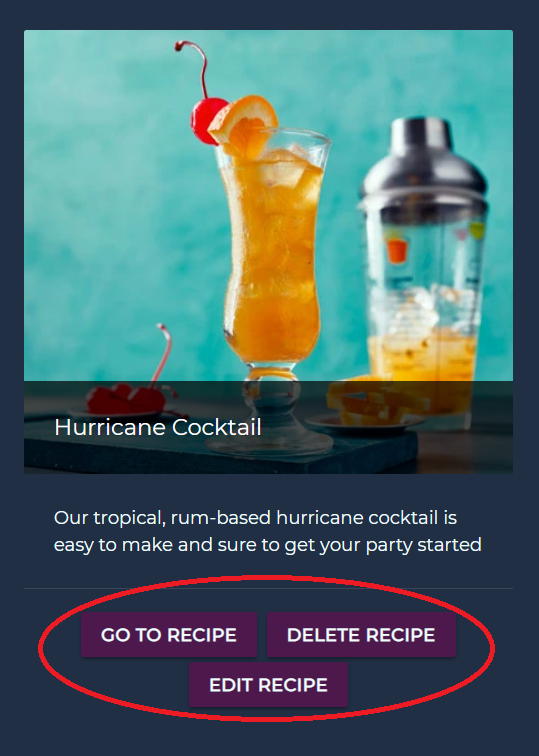 Hurricane Cocktail
Our tropical, rum-based hurricane cocktail is
easy to make and sure to get your party started
GO TO RECIPE DELETE RECIPE
EDIT RECIPE